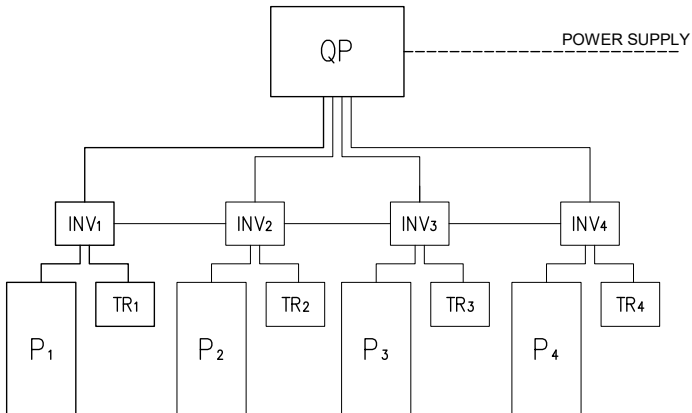 QP
POWER SUPPLY
INV1
INV2
INV3
INV4
TR1
TR2
TR3
TR4
P1
P2
P3
P4